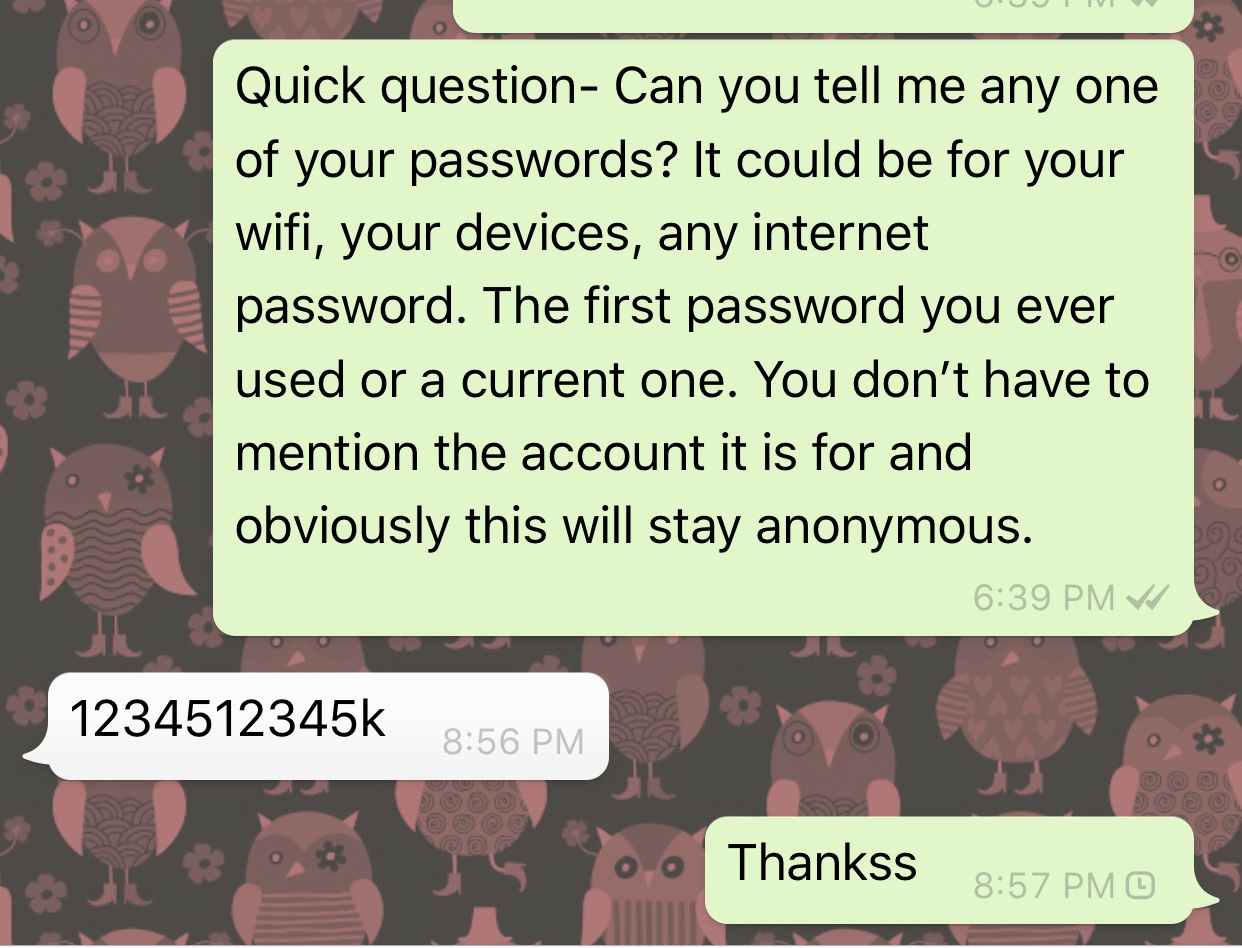 Quick question- Can you tell me any one
of your passwords? It could be for your
wifi, your devices, any internet
password. The first password you ever
used or a current one. You don’t have to
mention the account it is for and
obviously this will stay anonymous.
6:39 PM
1234512345k 8:56 PM
Thankss 8:57 PM